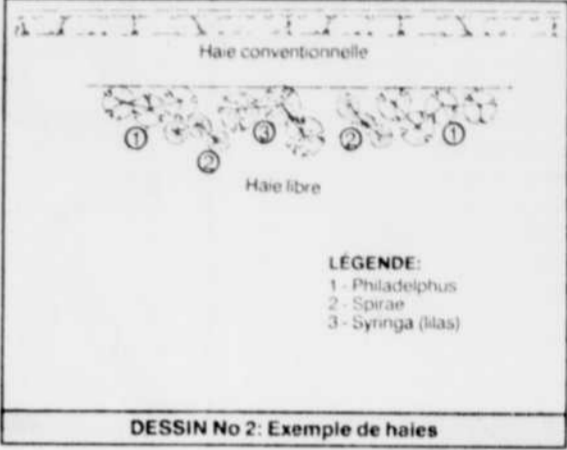 Haie conventionnelle
① ② ③ ② ①
Haie libre
LÉGENDE:
1 - Philadelphus
2 - Spirae
3 - Syringa (lilas)
DESSIN No 2: Exemple de haies